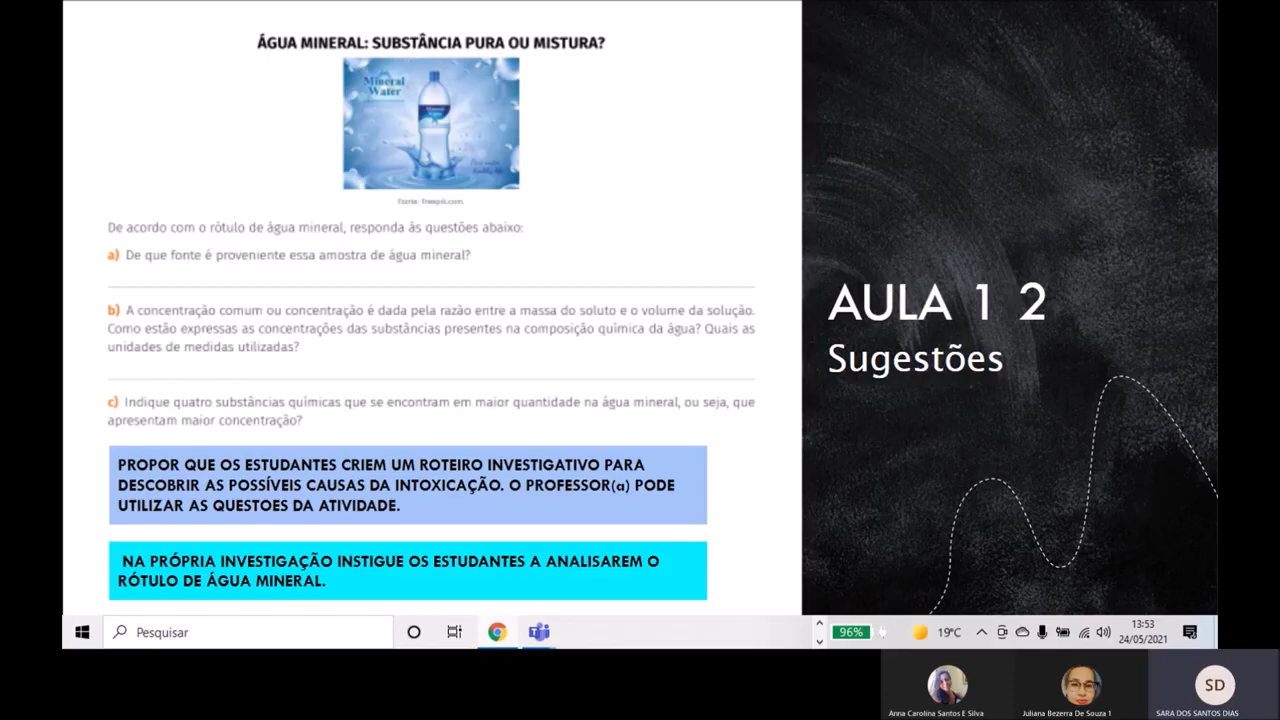 ÁGUA MINERAL: SUBSTÂNCIA PURA OU MISTURA?
Mineral
Water
Fonte: Freepik.com.
De acordo com o rótulo de água mineral, responda às questões abaixo:
a) De que fonte é proveniente essa amostra de água mineral?
b) A concentração comum ou concentração é dada pela razão entre a massa do soluto e o volume da solução.
Como estão expressas as concentrações das substâncias presentes na composição química da água? Quais as
unidades de medidas utilizadas?
c) Indique quatro substâncias químicas que se encontram em maior quantidade na água mineral, ou seja, que
apresentam maior concentração?
PROPOR QUE OS ESTUDANTES CRIEM UM ROTEIRO INVESTIGATIVO PARA
DESCOBRIR AS POSSÍVEIS CAUSAS DA INTOXICAÇÃO. O PROFESSOR(a) PODE
UTILIZAR AS QUESTOES DA ATIVIDADE.
NA PRÓPRIA INVESTIGAÇÃO INSTIGUE OS ESTUDANTES A ANALISAREM O
RÓTULO DE ÁGUA MINERAL.
AULA 1 2
Sugestões
Pesquisar
96%
19°C
13:53
24/05/2021
SD
Anna Carolina Santos E Silva
Juliana Bezerra De Souza 1
SARA DOS SANTOS DIAS